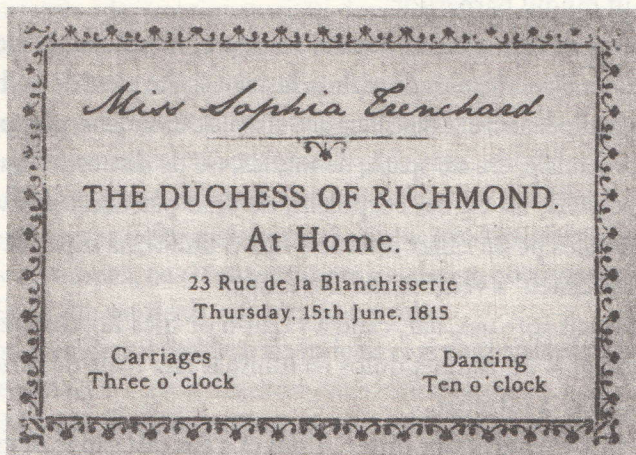 Miss Sophia Trenchard
THE DUCHESS OF RICHMOND.
At Home.
23 Rue de la Blanchisserie
Thursday, 15th June, 1815
Carriages
Three o'clock
Dancing
Ten o'clock